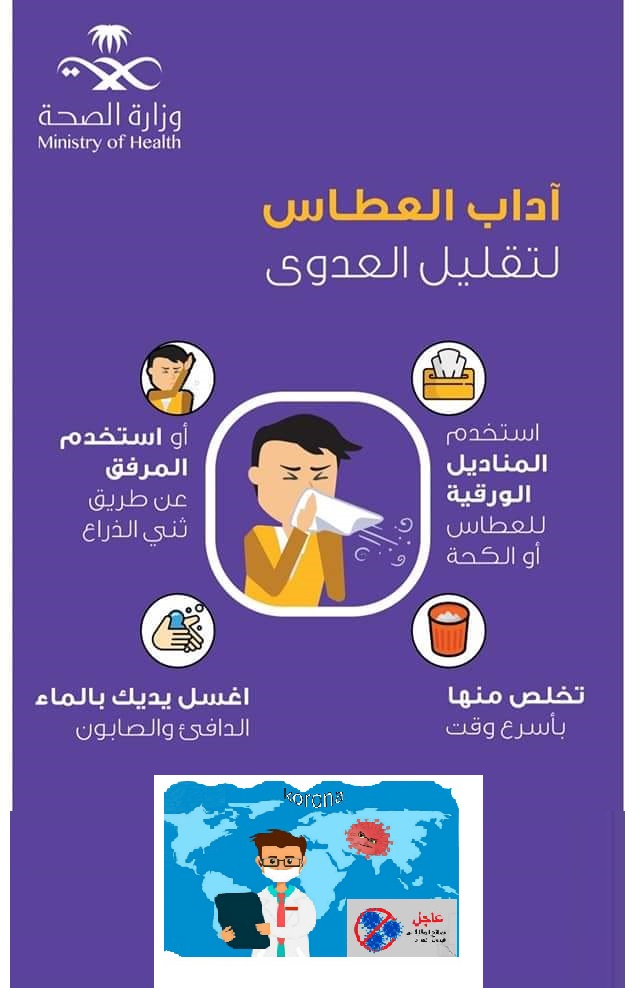 وزارة الصحة
Ministry of Health
آداب العطاس
لتقليل العدوى
استخدم
المناديل
الورقية
للعطاس
أو الكحة
أو استخدم
المرفق
عن طريق
ثني الذراع
تخلص منها
بأسرع وقت
اغسل يديك بالماء
الدافئ والصابون
korona
عاجل